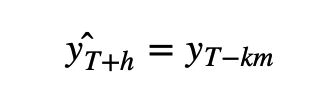 ŷ_{T+h} = y_{T−km}